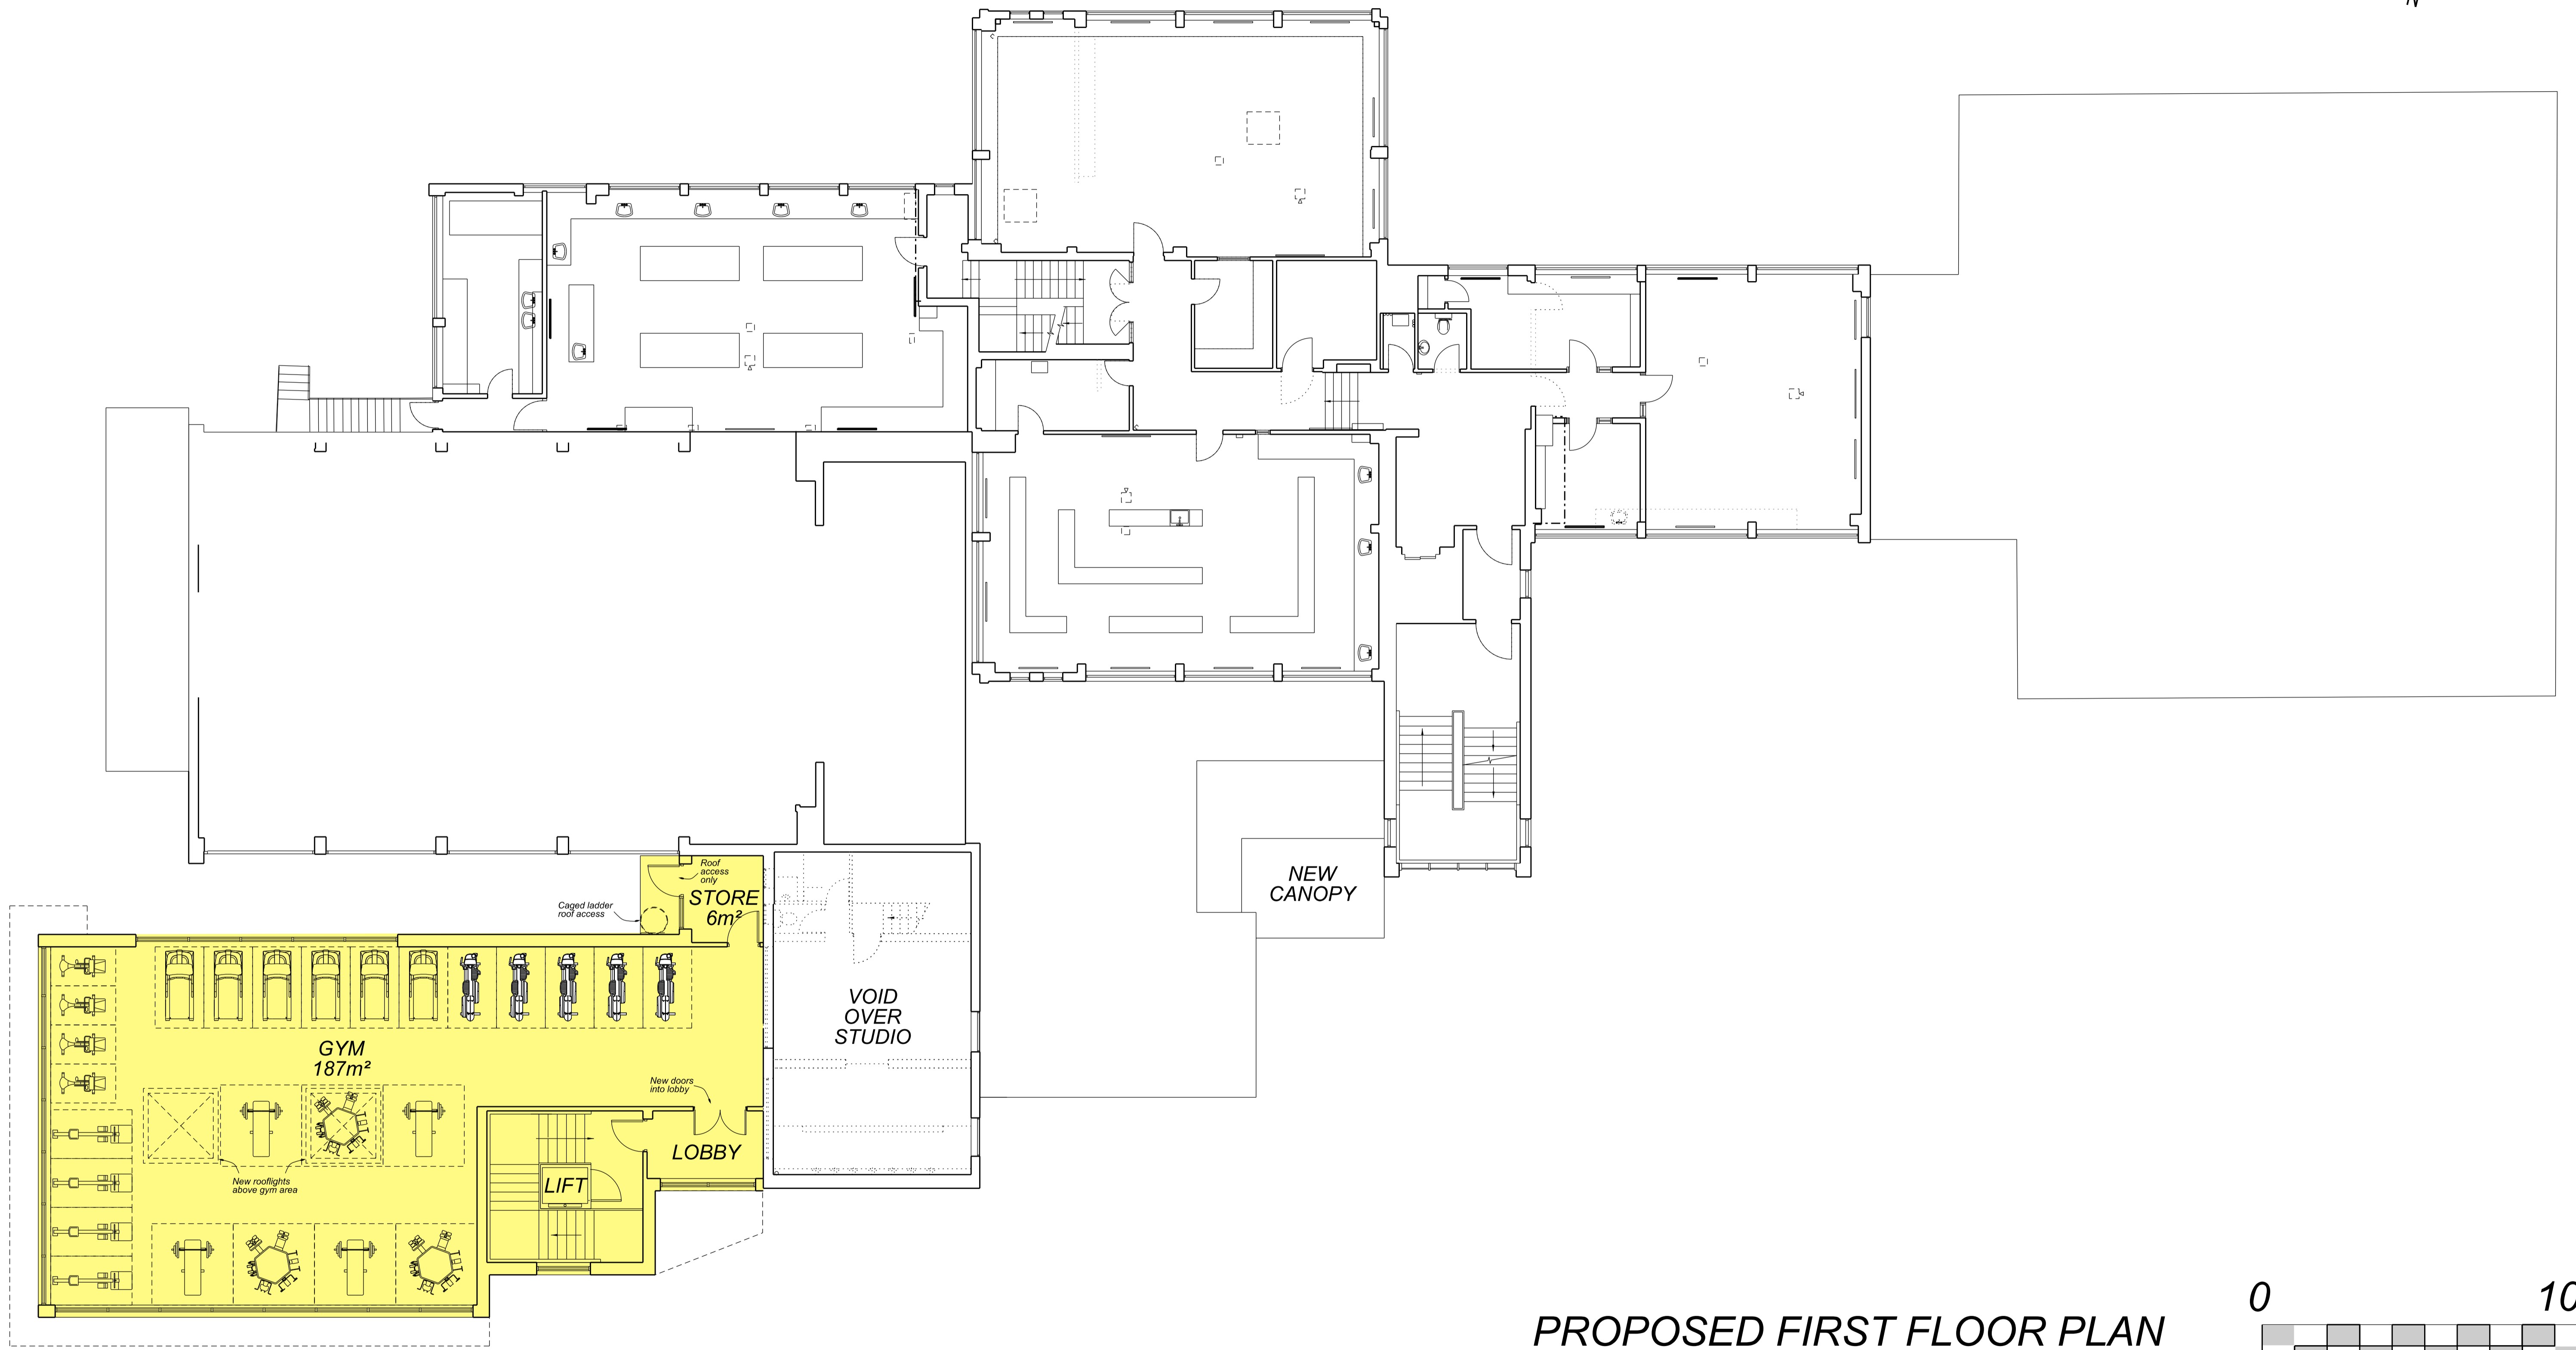 N
NEW
CANOPY
Roof
access
only
STORE
6m²
Caged ladder
roof access
VOID
OVER
STUDIO
GYM
187m²
New doors
into lobby
LOBBY
LIFT
New rooflights
above gym area
PROPOSED FIRST FLOOR PLAN
0
10